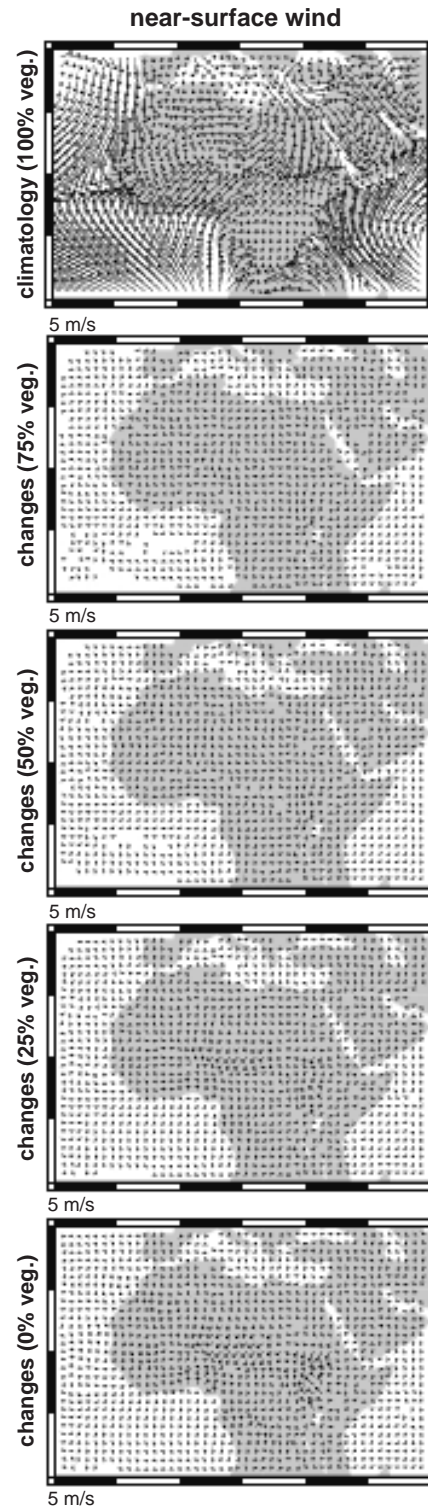 near-surface wind
climatology (100% veg.)
5 m/s
changes (75% veg.)
5 m/s
changes (50% veg.)
5 m/s
changes (25% veg.)
5 m/s
changes (0% veg.)
5 m/s